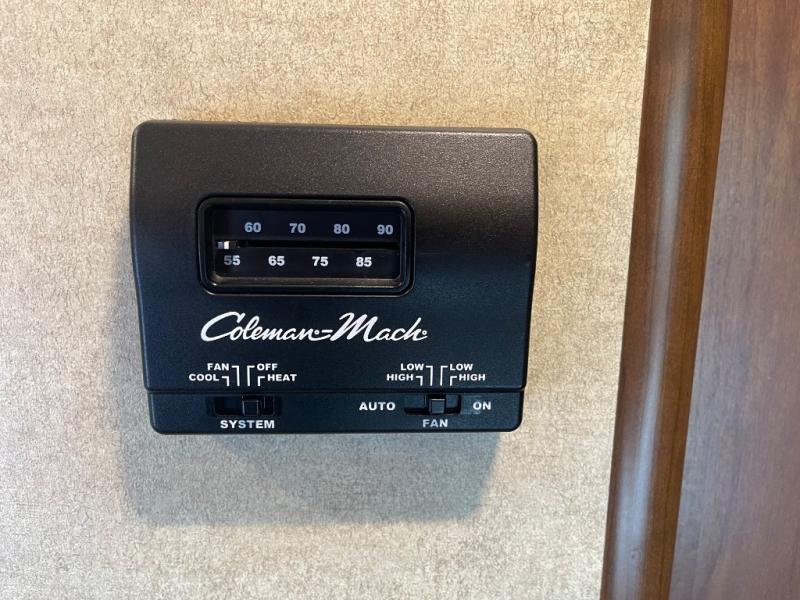 60 70 80 90
55 65 75 85
Coleman-Mach
FAN OFF
COOL HEAT
SYSTEM
LOW LOW
HIGH HIGH
AUTO ON
FAN